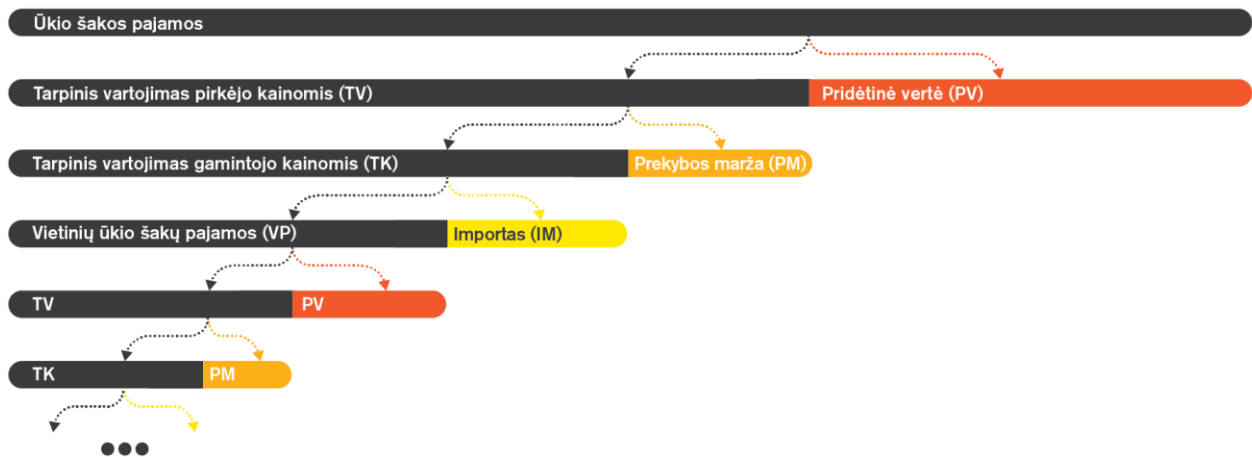 Ūkio šakos pajamos
Tarpinis vartojimas pirkėjo kainomis (TV) Pridėtinė vertė (PV)
Tarpinis vartojimas gamintojo kainomis (TK) Prekybos marža (PM)
Vietinių ūkio šakų pajamos (VP) Importas (IM)
TV PV
TK PM